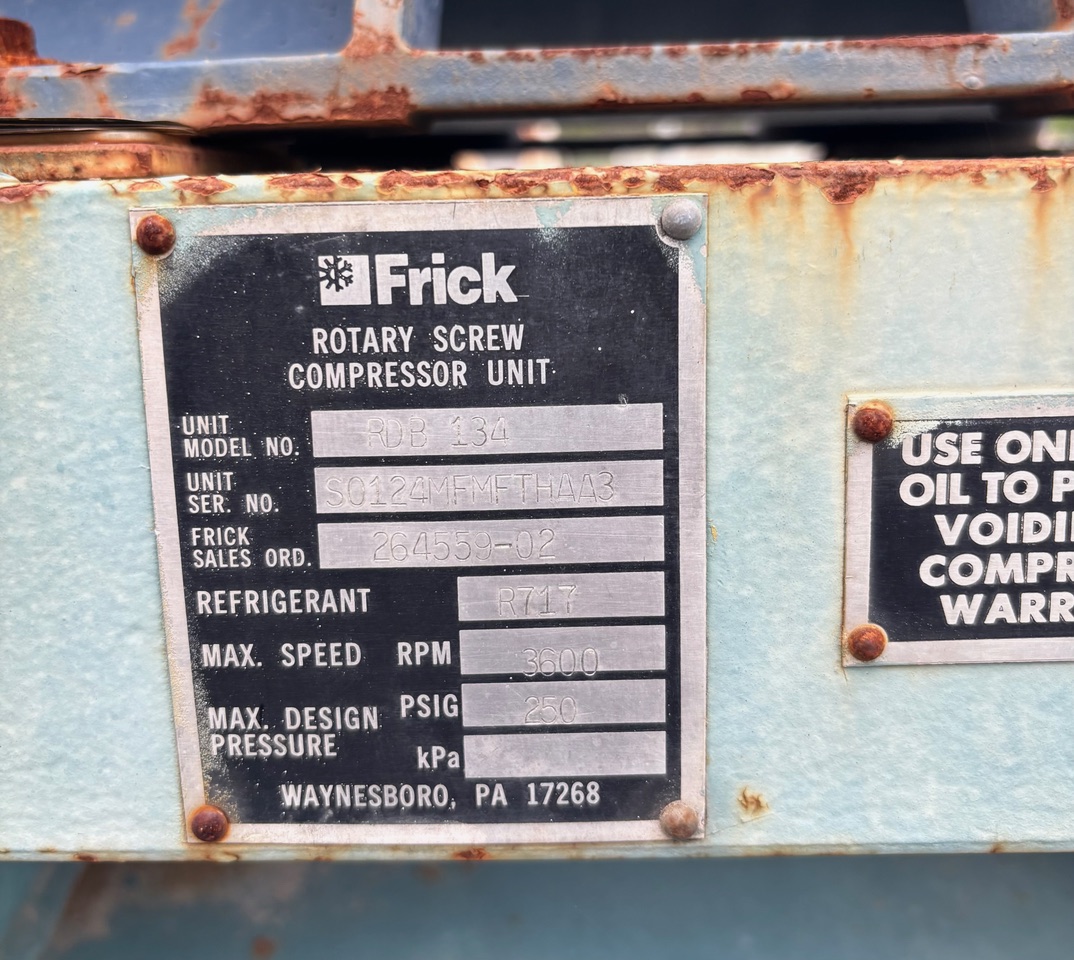 Frick
ROTARY SCREW
COMPRESSOR UNIT
UNIT
MODEL NO. RDB 134
UNIT
SER. NO. S0124MFMFTHAA3
FRICK
SALES ORD. 264559-02
REFRIGERANT R717
MAX. SPEED RPM 3600
MAX. DESIGN
PRESSURE
PSIG 250
kPa
WAYNESBORO, PA 17268
USE ONL
OIL TO P
VOIDI
COMPR
WARR